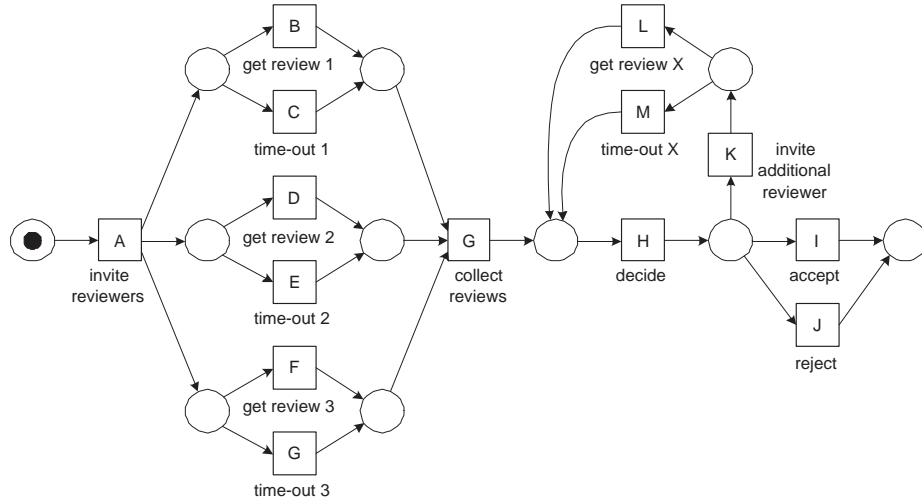 B
get review 1
C
time-out 1
D
get review 2
E
time-out 2
F
get review 3
G
time-out 3
A
invite
reviewers
G
collect
reviews
L
get review X
M
time-out X
K
invite
additional
reviewer
H
decide
I
accept
J
reject